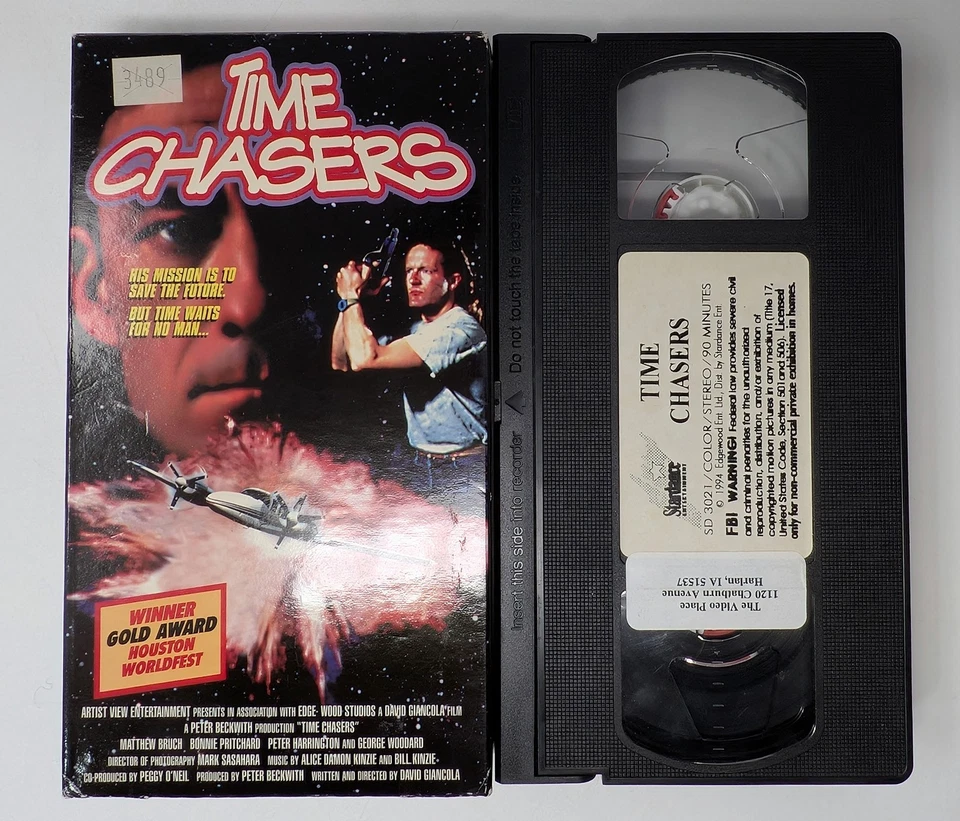 3489
TIME
CHASERS
HIS MISSION IS TO
SAVE THE FUTURE.
BUT TIME WAITS
FOR NO MAN...
WINNER
GOLD AWARD
HOUSTON
WORLDFEST
ARTIST VIEW ENTERTAINMENT PRESENTS IN ASSOCIATION WITH EDGE-WOOD STUDIOS A DAVID GIANCOLA FILM
A PETER BECKWITH PRODUCTION "TIME CHASERS"
MATTHEW BRUCH BONNIE PRITCHARD PETER HARRINGTON AND GEORGE WOODARD
DIRECTOR OF PHOTOGRAPHY MARK SASAHARA MUSIC BY ALICE DAMON KINZIE AND BILL KINZIE
CO-PRODUCED BY PEGGY O'NEIL PRODUCED BY PETER BECKWITH WRITTEN AND DIRECTED BY DAVID GIANCOLA
Insert this side into recorder
Do not touch the tape inside
Stardance
ENTERTAINMENT
TIME
CHASERS
SD 3021/COLOR/STEREO/90 MINUTES
© 1994 Edgewood Ent Ltd., Dist by Stardance Ent
FBI WARNING! Federal law provides severe civil
and criminal penalties for the unauthorized
reproduction, distribution, and/or exhibition of
copyrighted motion pictures in any medium (Title 17,
United States Code, Section 501 and 506). Licensed
only for non-commercial private exhibition in homes.
The Video Place
1120 Chatburn Avenue
Harlan, IA 51537